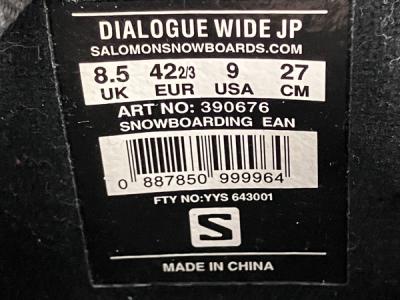 DIALOGUE WIDE JP
SALOMONSNOWBOARDS.COM
8.5 42 2/3 9 27
UK EUR USA CM
ART NO: 390676
SNOWBOARDING EAN
0 887850 999964
FTY NO:YYS 643001
S
MADE IN CHINA